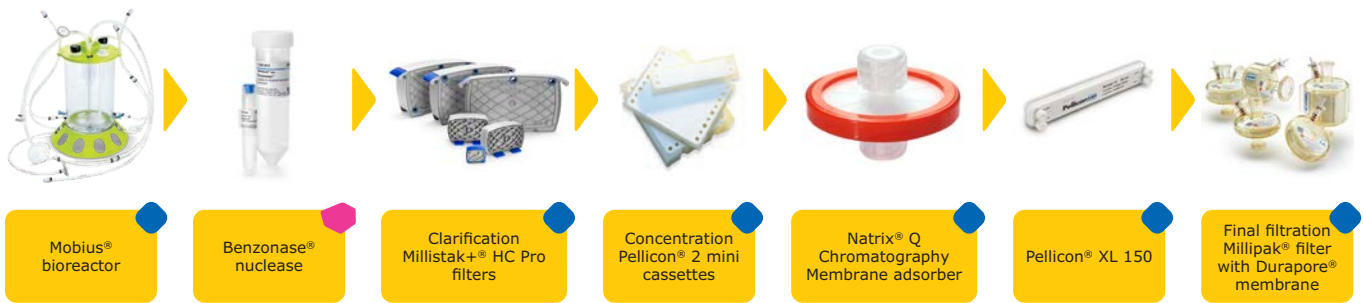 Pellicon
Mobius®
bioreactor
Benzonase®
nuclease
Clarification
Millistak+® HC Pro
filters
Concentration
Pellicon® 2 mini
cassettes
Natrix® Q
Chromatography
Membrane adsorber
Pellicon® XL 150
Final filtration
Millipak® filter
with Durapore®
membrane